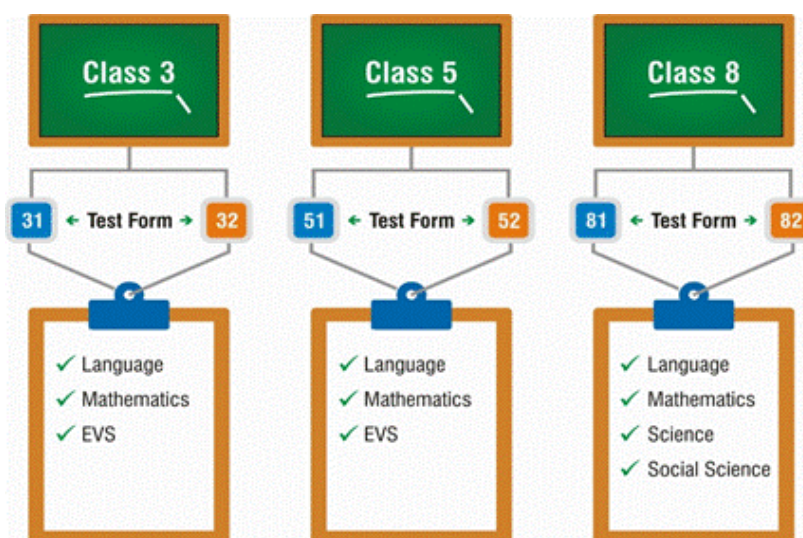 Class 3
31 ← Test Form → 32
✓ Language
✓ Mathematics
✓ EVS
Class 5
51 ← Test Form → 52
✓ Language
✓ Mathematics
✓ EVS
Class 8
81 ← Test Form → 82
✓ Language
✓ Mathematics
✓ Science
✓ Social Science